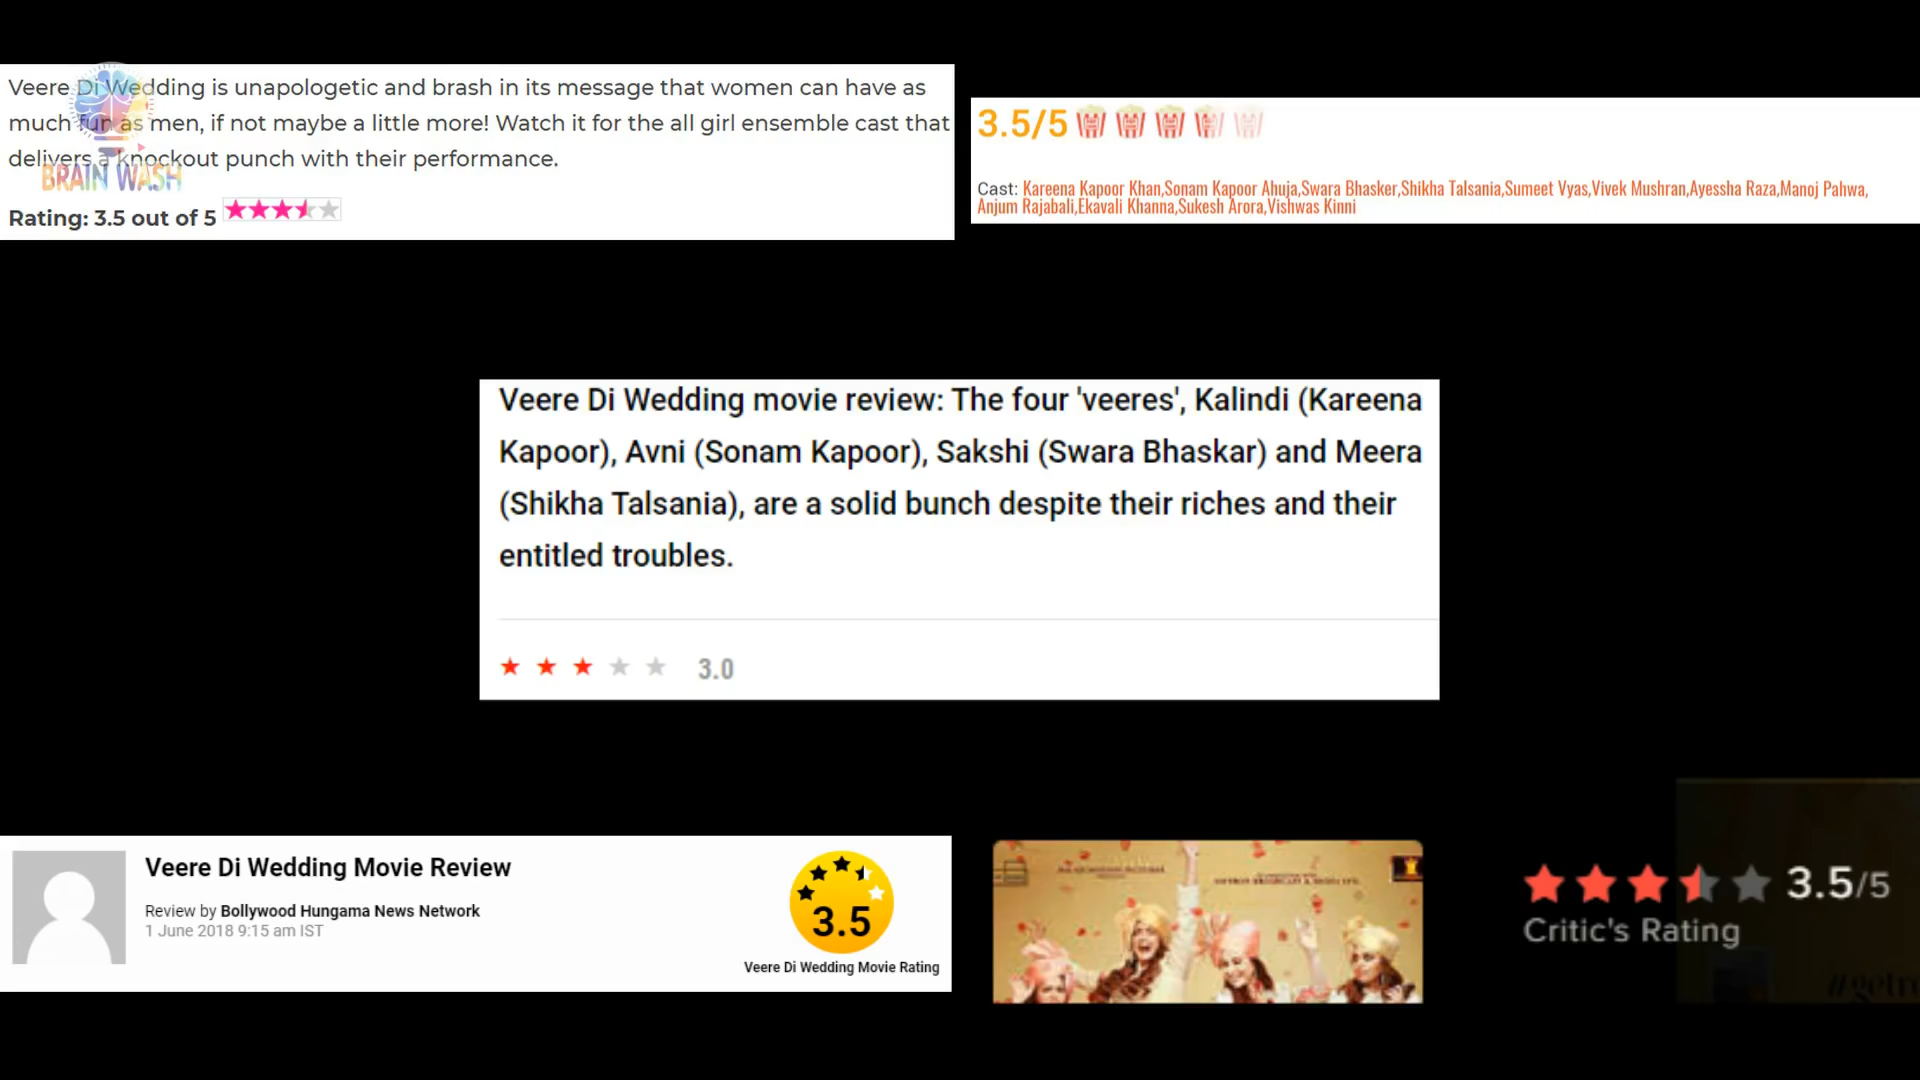 Veere Di Wedding is unapologetic and brash in its message that women can have as
much fun as men, if not maybe a little more! Watch it for the all girl ensemble cast that
delivers a knockout punch with their performance.
BRAIN WASH
Rating: 3.5 out of 5
3.5/5
Cast: Kareena Kapoor Khan,Sonam Kapoor Ahuja,Swara Bhasker,Shikha Talsania,Sumeet Vyas,Vivek Mushran,Ayessha Raza,Manoj Pahwa,
Anjum Rajabali,Ekavali Khanna,Sukesh Arora,Vishwas Kinni
Veere Di Wedding movie review: The four 'veeres', Kalindi (Kareena
Kapoor), Avni (Sonam Kapoor), Sakshi (Swara Bhaskar) and Meera
(Shikha Talsania), are a solid bunch despite their riches and their
entitled troubles.
3.0
Veere Di Wedding Movie Review
Review by Bollywood Hungama News Network
1 June 2018 9:15 am IST
3.5
Veere Di Wedding Movie Rating
3.5/5
Critic's Rating